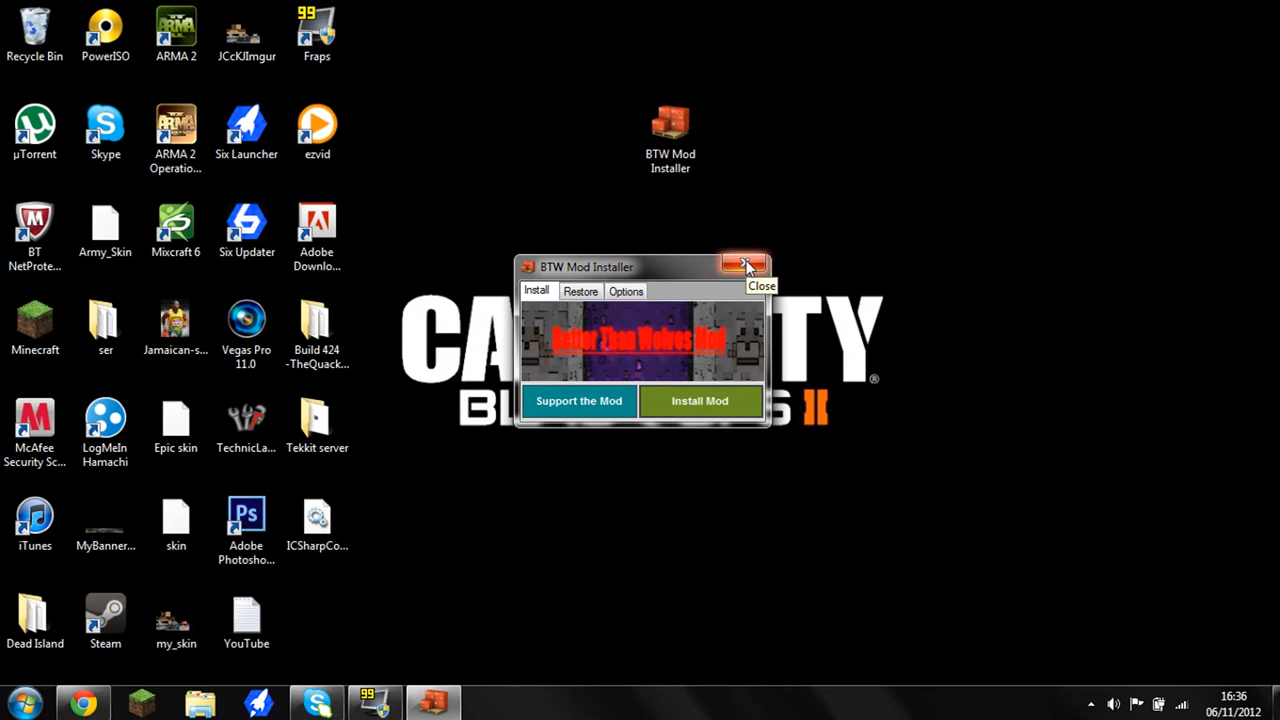 Recycle Bin
PowerISO
ARMA 2
JCcKJImgur
99
Fraps
µTorrent
Skype
ARMA 2
Operatio...
Six Launcher
ezvid
BTW Mod
Installer
BT
NetProte...
Army_Skin
Mixcraft 6
Six Updater
Adobe
Downlo...
Minecraft
ser
Jamaican-s...
Vegas Pro
11.0
Build 424
-TheQuack...
McAfee
Security Sc...
LogMeIn
Hamachi
Epic skin
TechnicLa...
Tekkit server
iTunes
MyBanner...
skin
Ps
Adobe
Photosho...
ICSharpCo...
Dead Island
Steam
my_skin
YouTube
BTW Mod Installer
Close
Install
Restore
Options
Better Than Wolves Mod
Support the Mod
Install Mod
CA
TY
®
BL
S II
99
16:36
06/11/2012